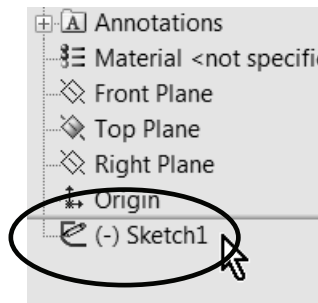 Annotations
Material <not specifi
Front Plane
Top Plane
Right Plane
Origin
(-) Sketch1